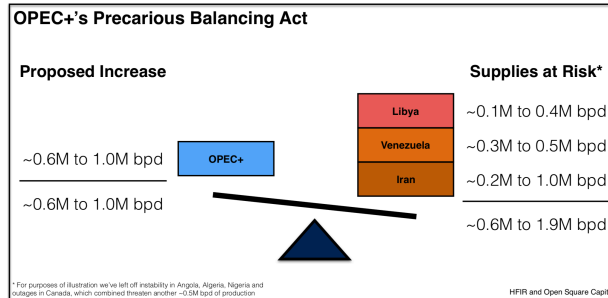 OPEC+'s Precarious Balancing Act
Proposed Increase
Supplies at Risk*
Libya
~0.1M to 0.4M bpd
~0.6M to 1.0M bpd
OPEC+
Venezuela
~0.3M to 0.5M bpd
Iran
~0.2M to 1.0M bpd
~0.6M to 1.0M bpd
~0.6M to 1.9M bpd
* For purposes of illustration we've left off instability in Angola, Algeria, Nigeria and
outages in Canada, which combined threaten another ~0.5M bpd of production
HFIR and Open Square Capit